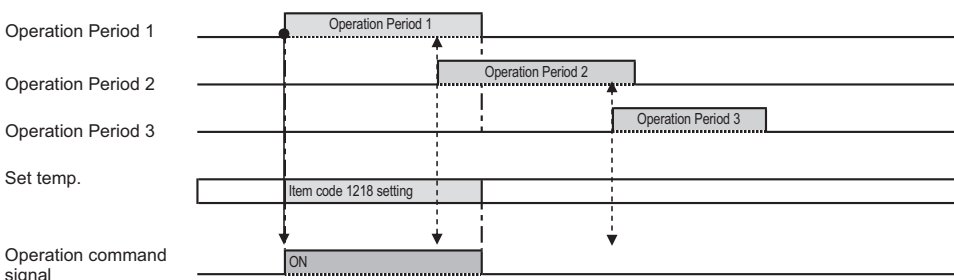 Operation Period 1
Operation Period 1
Operation Period 2
Operation Period 2
Operation Period 3
Operation Period 3
Set temp.
Item code 1218 setting
Operation command
signal
ON